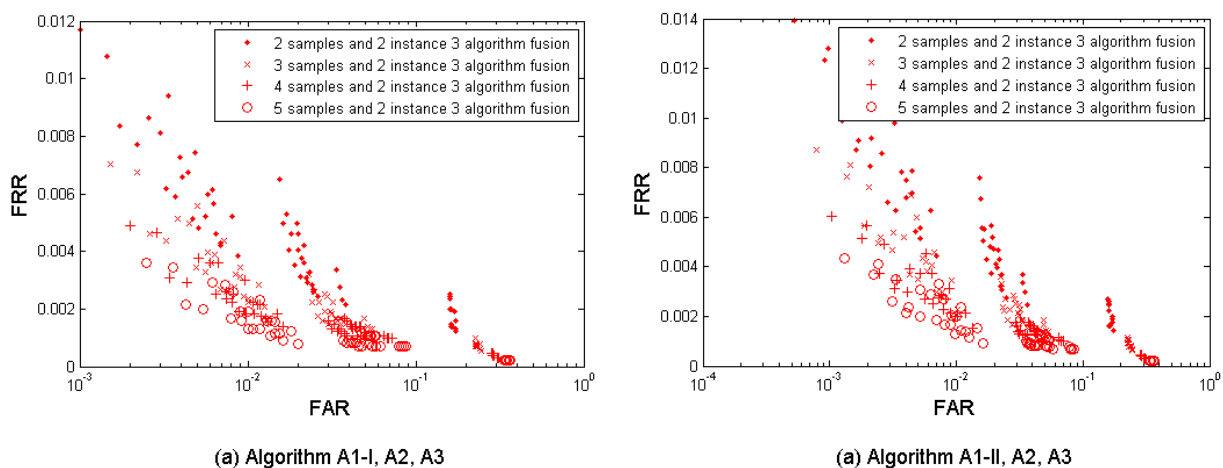 0.012
0.01
0.008
0.006
0.004
0.002
0
FRR
2 samples and 2 instance 3 algorithm fusion
3 samples and 2 instance 3 algorithm fusion
4 samples and 2 instance 3 algorithm fusion
5 samples and 2 instance 3 algorithm fusion
10^-3
10^-2
10^-1
10^0
FAR
(a) Algorithm A1-I, A2, A3
0.014
0.012
0.01
0.008
0.006
0.004
0.002
0
FRR
2 samples and 2 instance 3 algorithm fusion
3 samples and 2 instance 3 algorithm fusion
4 samples and 2 instance 3 algorithm fusion
5 samples and 2 instance 3 algorithm fusion
10^-4
10^-3
10^-2
10^-1
10^0
FAR
(a) Algorithm A1-II, A2, A3